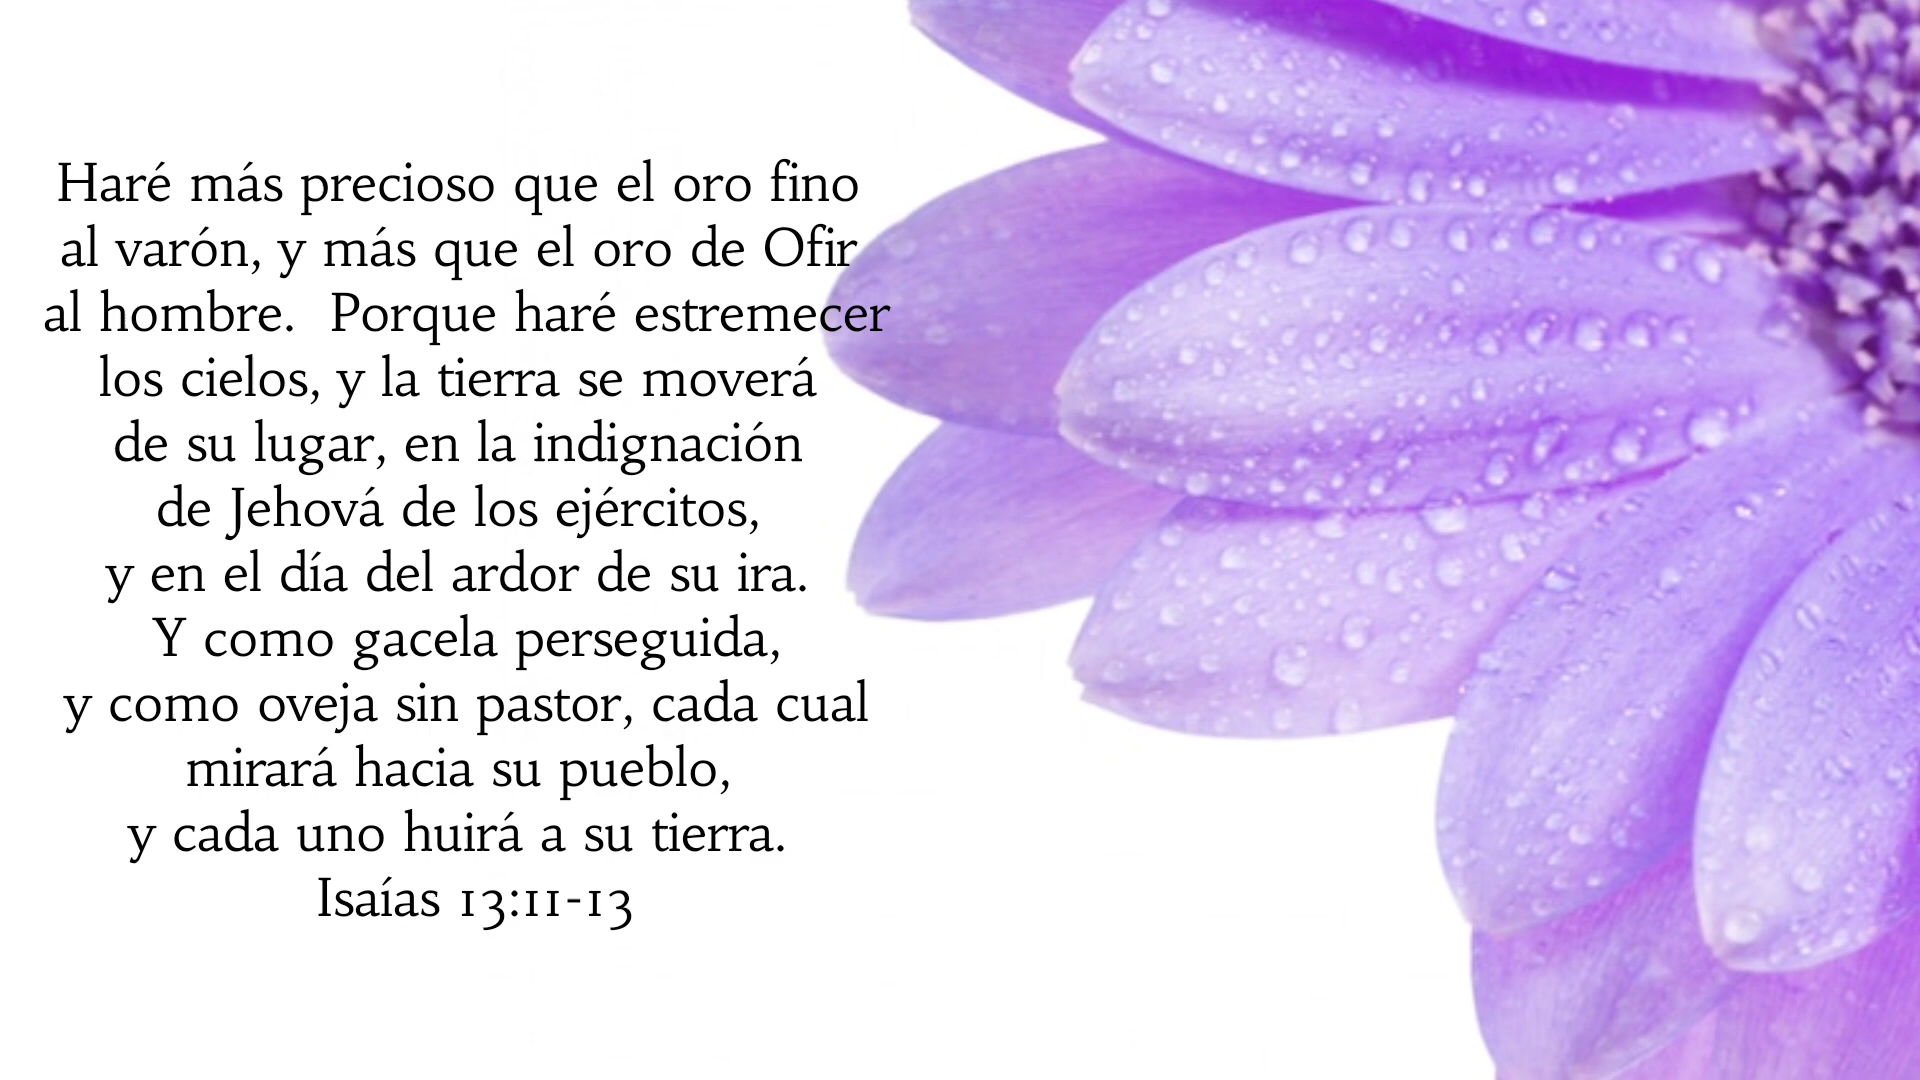 Haré más precioso que el oro fino
al varón, y más que el oro de Ofir
al hombre.  Porque haré estremecer
los cielos, y la tierra se moverá
de su lugar, en la indignación
de Jehová de los ejércitos,
y en el día del ardor de su ira.
Y como gacela perseguida,
y como oveja sin pastor, cada cual
mirará hacia su pueblo,
y cada uno huirá a su tierra.
Isaías 13:11-13